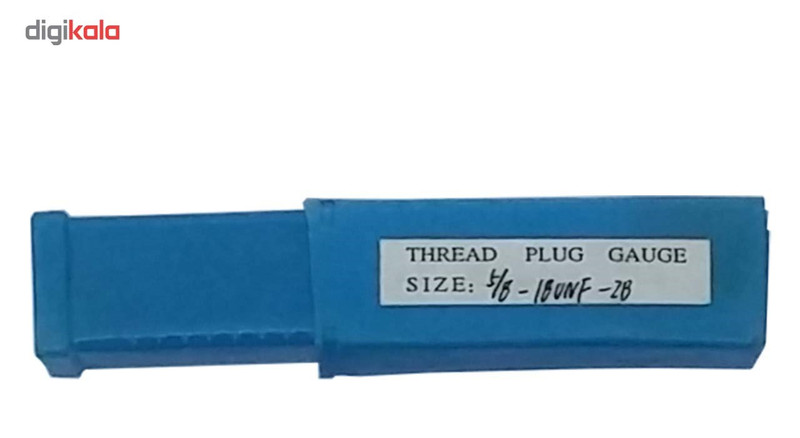 digikala
THREAD PLUG GAUGE
SIZE: 5/8-18UNF-2B